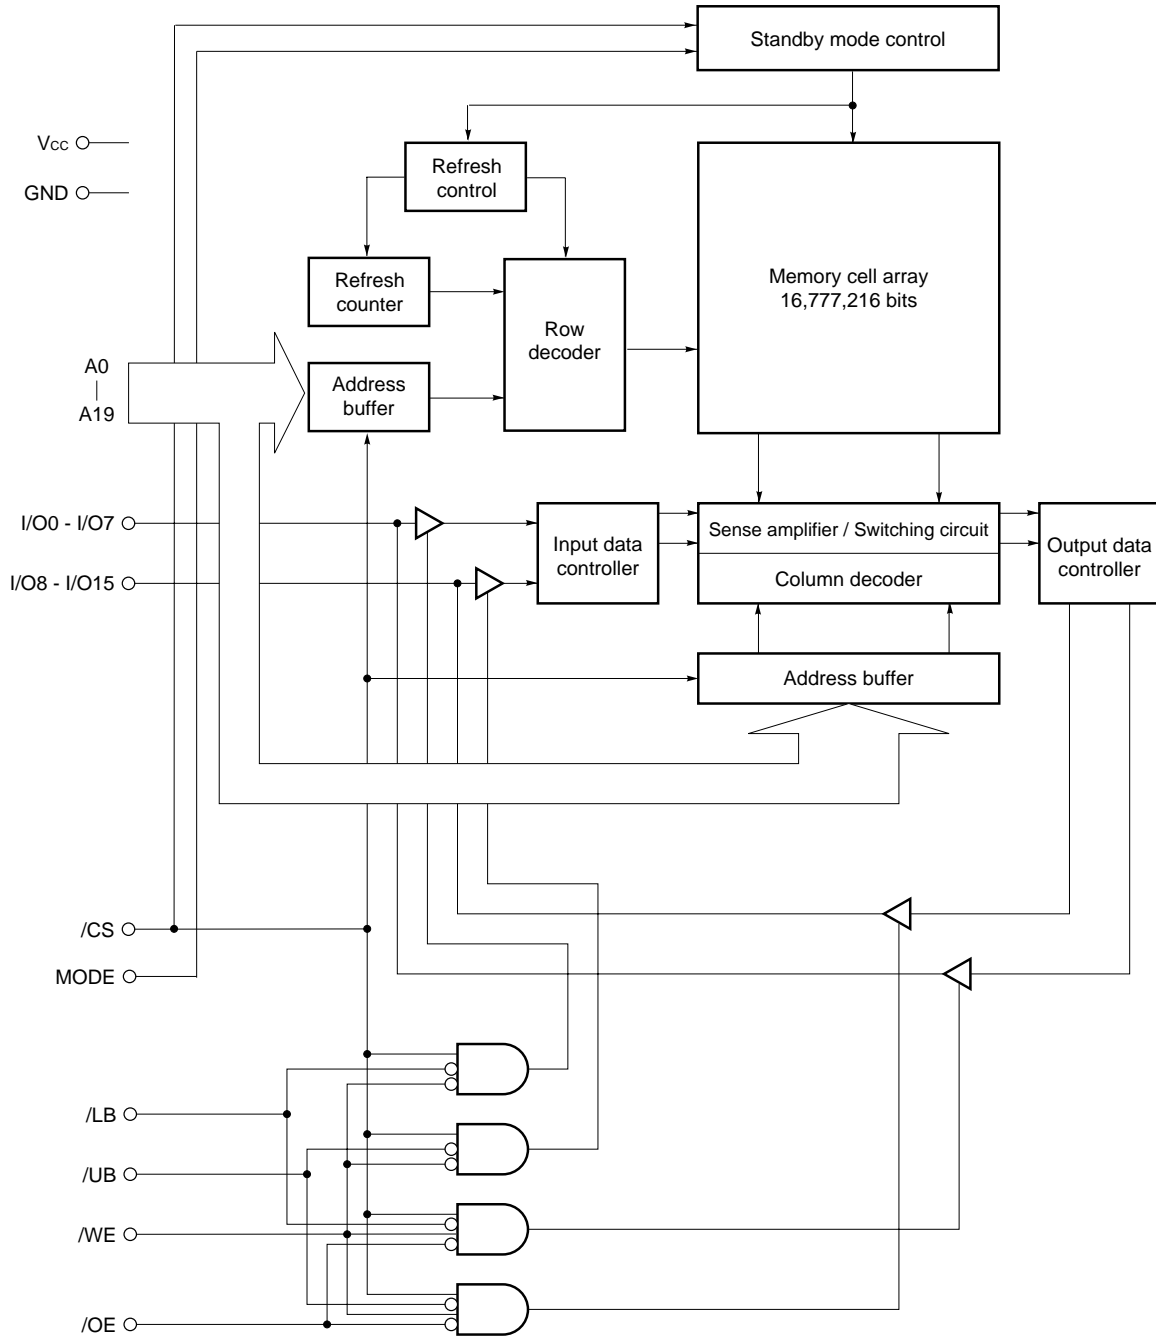 Standby mode control
Vcc
GND
Refresh
control
Refresh
counter
Row
decoder
Memory cell array
16,777,216 bits
A0
A19
Address
buffer
I/O0 - I/O7
I/O8 - I/O15
Input data
controller
Sense amplifier / Switching circuit
Column decoder
Output data
controller
Address buffer
/CS
MODE
/LB
/UB
/WE
/OE